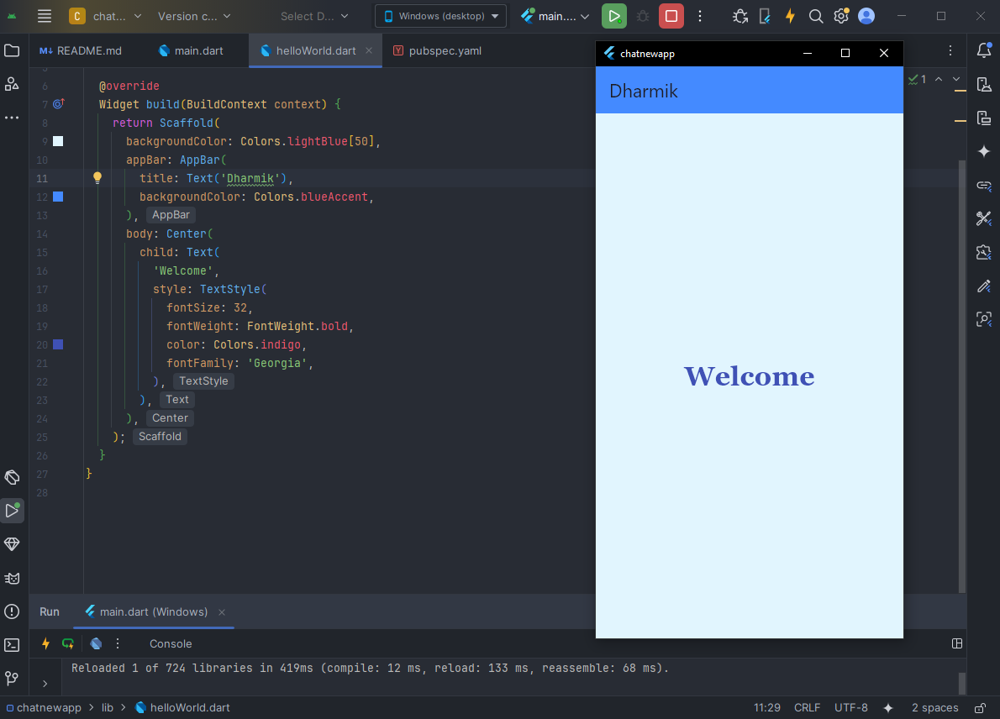 C chat... Version c... Select D... Windows (desktop) main....
M↓ README.md main.dart helloWorld.dart Y pubspec.yaml
1
6 @override
7 Widget build(BuildContext context) {
8 return Scaffold(
9 backgroundColor: Colors.lightBlue[50],
10 appBar: AppBar(
11 title: Text('Dharmik'),
12 backgroundColor: Colors.blueAccent,
13 ), AppBar
14 body: Center(
15 child: Text(
16 'Welcome',
17 style: TextStyle(
18 fontSize: 32,
19 fontWeight: FontWeight.bold,
20 color: Colors.indigo,
21 fontFamily: 'Georgia',
22 ), TextStyle
23 ), Text
24 ), Center
25 ); Scaffold
26 }
27 }
28
chatnewapp
Dharmik
Welcome
Run main.dart (Windows)
Console
Reloaded 1 of 724 libraries in 419ms (compile: 12 ms, reload: 133 ms, reassemble: 68 ms).
chatnewapp > lib > helloWorld.dart 11:29 CRLF UTF-8 2 spaces